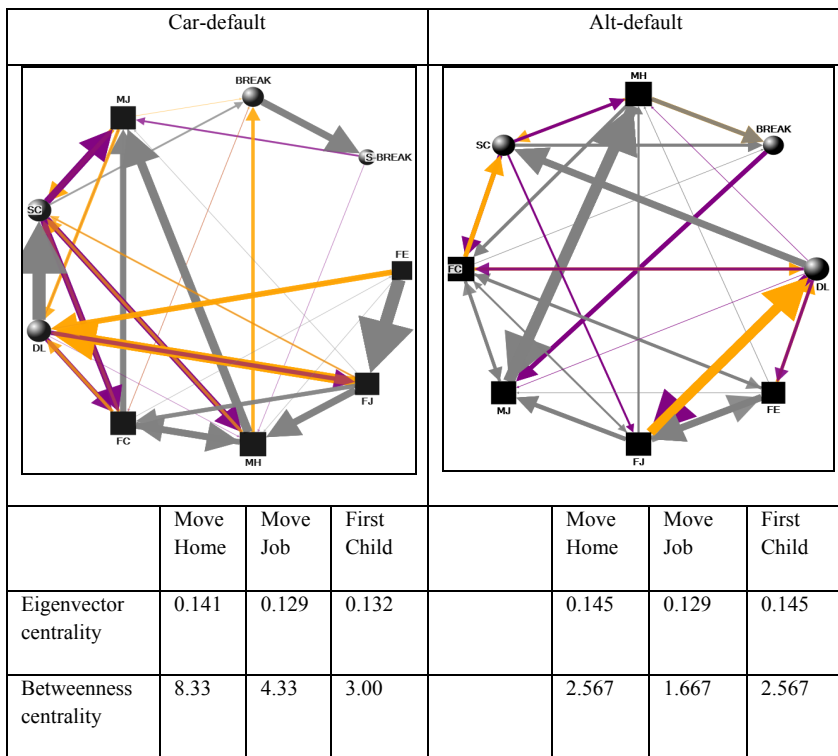 Car-default
Alt-default
BREAK
MJ
S-BREAK
SC
FE
DL
FJ
FC
MH
MH
SC
BREAK
FC
DL
MJ
FE
FJ
Move Home
Move Job
First Child
Move Home
Move Job
First Child
Eigenvector centrality
0.141
0.129
0.132
0.145
0.129
0.145
Betweenness centrality
8.33
4.33
3.00
2.567
1.667
2.567